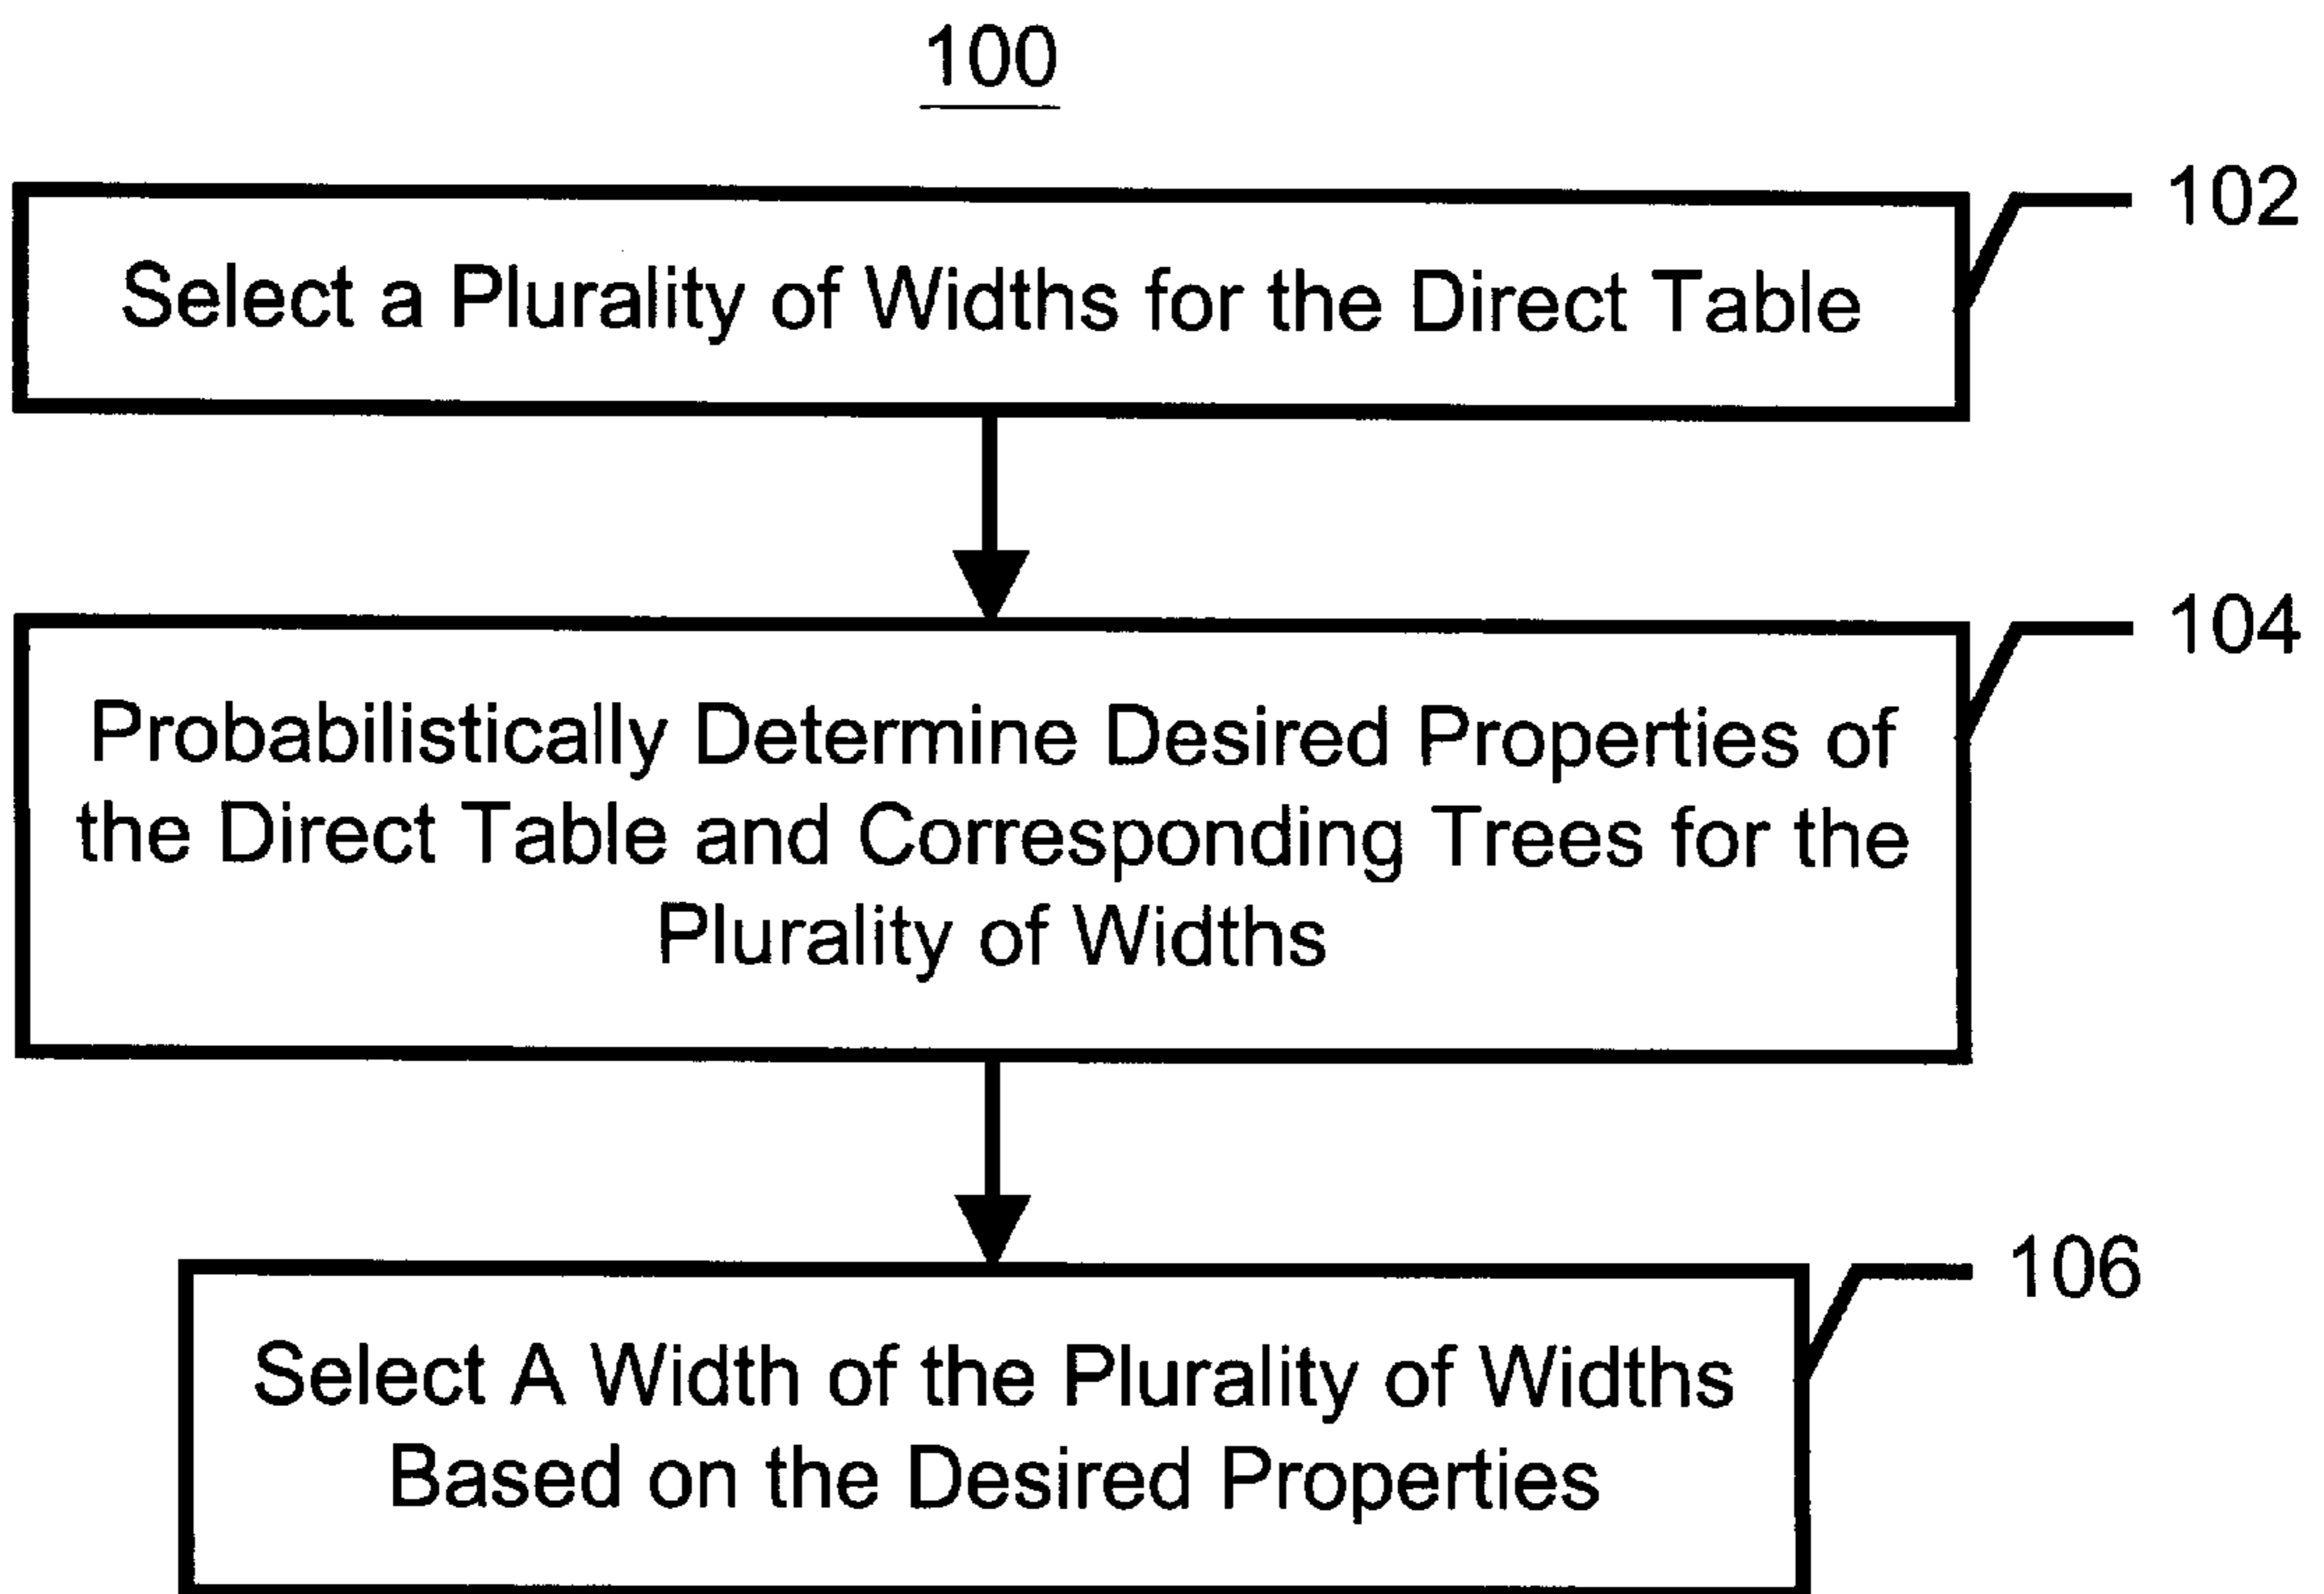 100
102
Select a Plurality of Widths for the Direct Table
104
Probabilistically Determine Desired Properties of
the Direct Table and Corresponding Trees for the
Plurality of Widths
106
Select A Width of the Plurality of Widths
Based on the Desired Properties